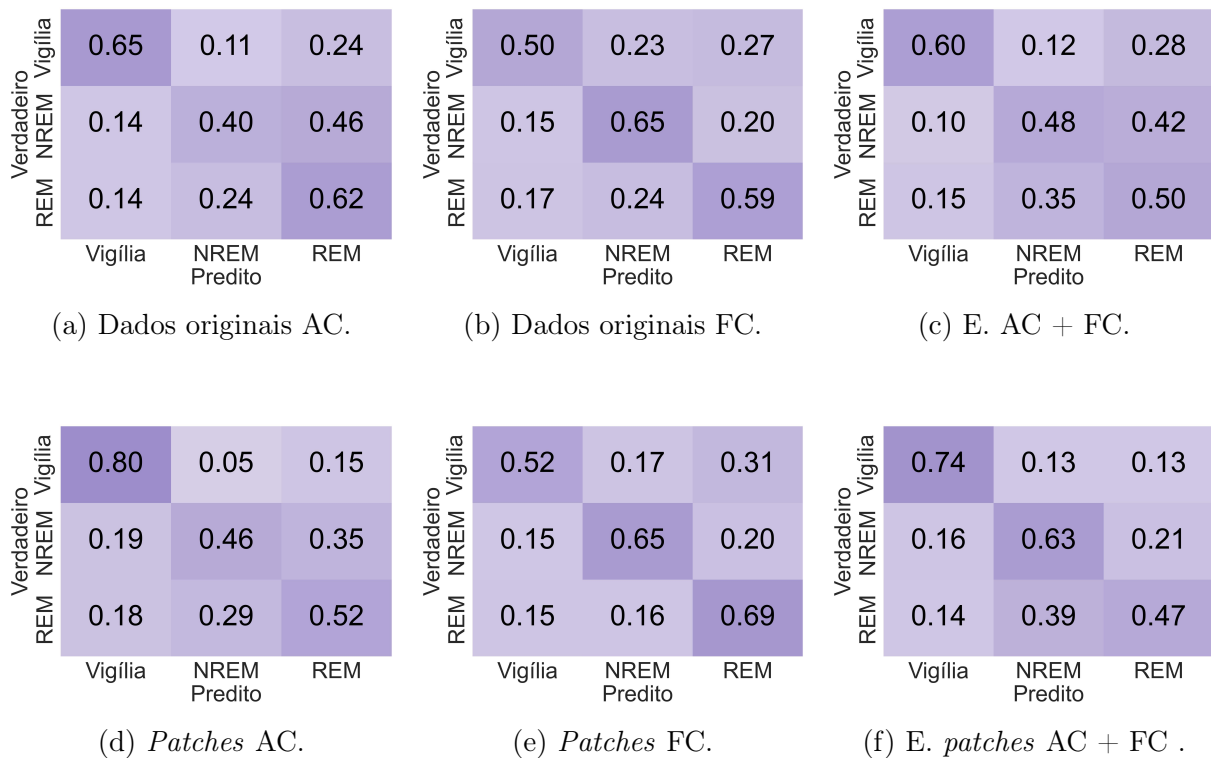 Verdadeiro
Vigília
0.65 0.11 0.24
NREM
0.14 0.40 0.46
REM
0.14 0.24 0.62
Vigília NREM REM
Predito
(a) Dados originais AC.
Verdadeiro
Vigília
0.50 0.23 0.27
NREM
0.15 0.65 0.20
REM
0.17 0.24 0.59
Vigília NREM REM
Predito
(b) Dados originais FC.
Verdadeiro
Vigília
0.60 0.12 0.28
NREM
0.10 0.48 0.42
REM
0.15 0.35 0.50
Vigília NREM REM
Predito
(c) E. AC + FC.
Verdadeiro
Vigília
0.80 0.05 0.15
NREM
0.19 0.46 0.35
REM
0.18 0.29 0.52
Vigília NREM REM
Predito
(d) Patches AC.
Verdadeiro
Vigília
0.52 0.17 0.31
NREM
0.15 0.65 0.20
REM
0.15 0.16 0.69
Vigília NREM REM
Predito
(e) Patches FC.
Verdadeiro
Vigília
0.74 0.13 0.13
NREM
0.16 0.63 0.21
REM
0.14 0.39 0.47
Vigília NREM REM
Predito
(f) E. patches AC + FC .